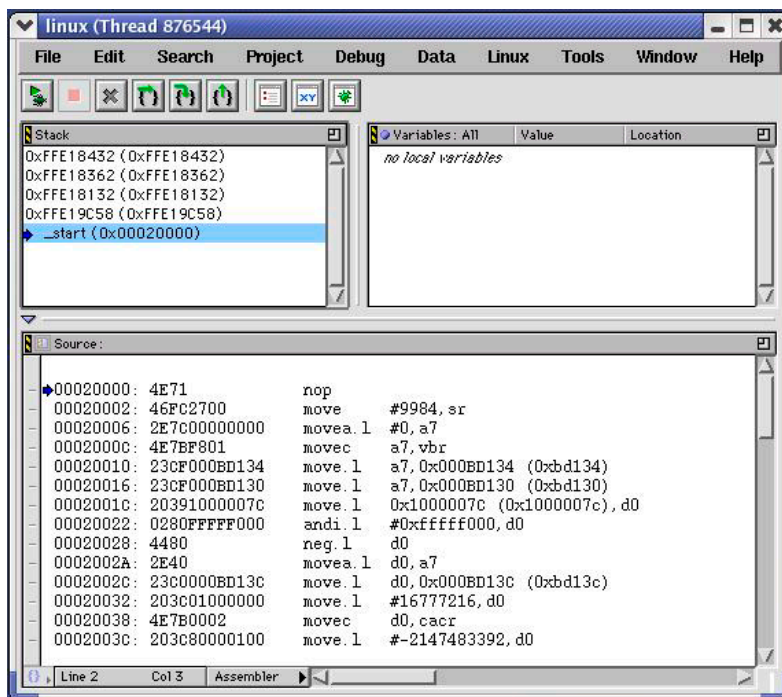 linux (Thread 876544)
File Edit Search Project Debug Data Linux Tools Window Help
XY
Stack
0xFFE18432 (0xFFE18432)
0xFFE18362 (0xFFE18362)
0xFFE18132 (0xFFE18132)
0xFFE19C58 (0xFFE19C58)
_start (0x00020000)
Variables: All Value Location
no local variables
Source:
00020000: 4E71 nop
00020002: 46FC2700 move #9984, sr
00020006: 2E7C00000000 movea.l #0, a7
0002000C: 4E7BF801 movec a7, vbr
00020010: 23CF000BD134 move.l a7, 0x000BD134 (0xbd134)
00020016: 23CF000BD130 move.l a7, 0x000BD130 (0xbd130)
0002001C: 20391000007C move.l 0x1000007C (0x1000007c), d0
00020022: 0280FFFFF000 andi.l #0xfffff000, d0
00020028: 4480 neg.l d0
0002002A: 2E40 movea.l d0, a7
0002002C: 23C0000BD13C move.l d0, 0x000BD13C (0xbd13c)
00020032: 203C01000000 move.l #16777216, d0
00020038: 4E7B0002 movec d0, cacr
0002003C: 203C80000100 move.l #-2147483392, d0
Line 2 Col 3 Assembler